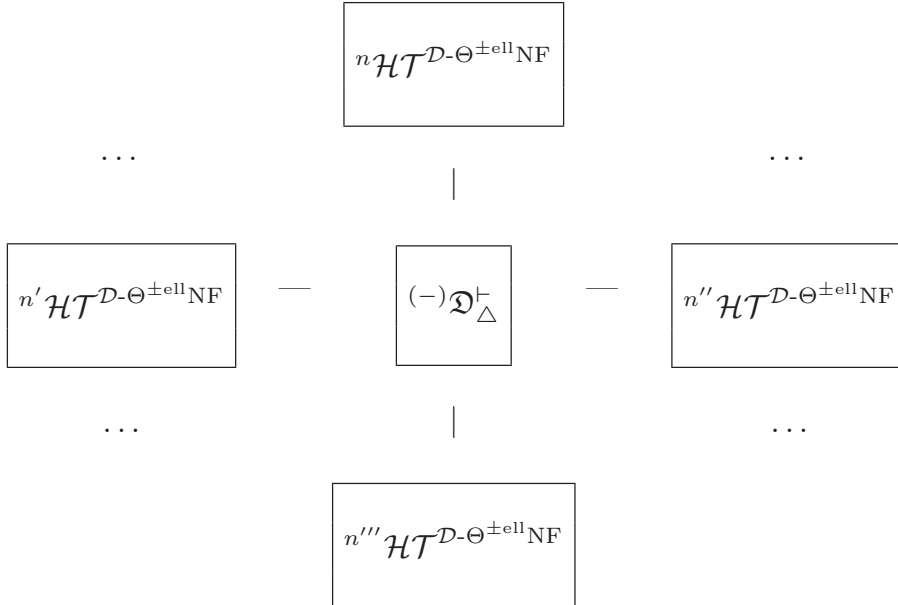 ⁿ𝓗𝓣^{𝒟-Θ^{±ell}NF}
... ...
|
^{n′}𝓗𝓣^{𝒟-Θ^{±ell}NF} — ^{(−)}𝔇^{⊢}_{△} — ^{n″}𝓗𝓣^{𝒟-Θ^{±ell}NF}
... ...
|
^{n‴}𝓗𝓣^{𝒟-Θ^{±ell}NF}